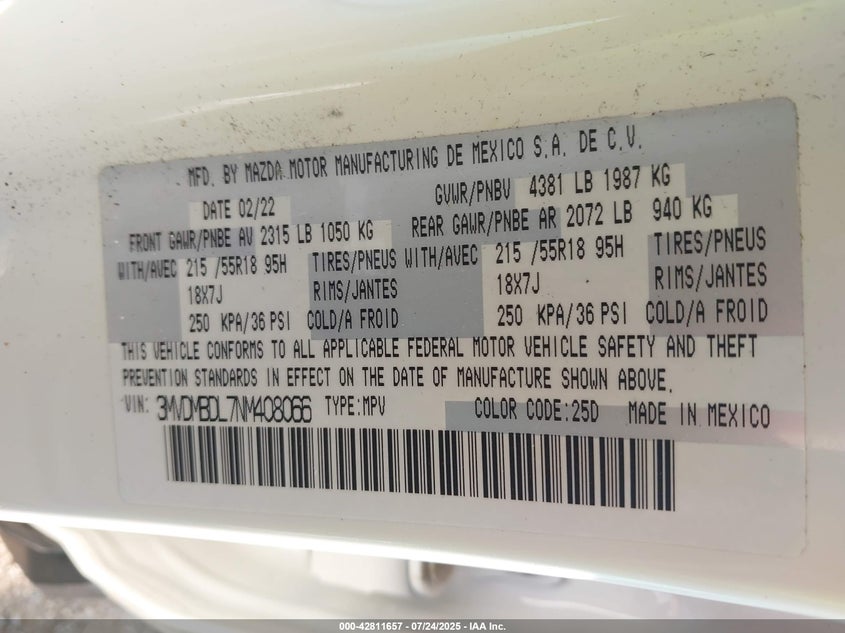 MFD. BY MAZDA MOTOR MANUFACTURING DE MEXICO S.A. DE C.V.
DATE 02/22 GVWR/PNBV 4381 LB 1987 KG
FRONT GAWR/PNBE AV 2315 LB 1050 KG REAR GAWR/PNBE AR 2072 LB 940 KG
WITH/AVEC 215 /55R18 95H TIRES/PNEUS WITH/AVEC 215 /55R18 95H TIRES/PNEUS
18X7J RIMS/JANTES 18X7J RIMS/JANTES
250 KPA/36 PSI COLD/A FROID 250 KPA/36 PSI COLD/A FROID
THIS VEHICLE CONFORMS TO ALL APPLICABLE FEDERAL MOTOR VEHICLE SAFETY AND THEFT
PREVENTION STANDARDS IN EFFECT ON THE DATE OF MANUFACTURE SHOWN ABOVE.
VIN: 3MVDMBDL7NM408066 TYPE:MPV COLOR CODE:25D MADE IN MEXICO
000-42811657 - 07/24/2025 - IAA Inc.